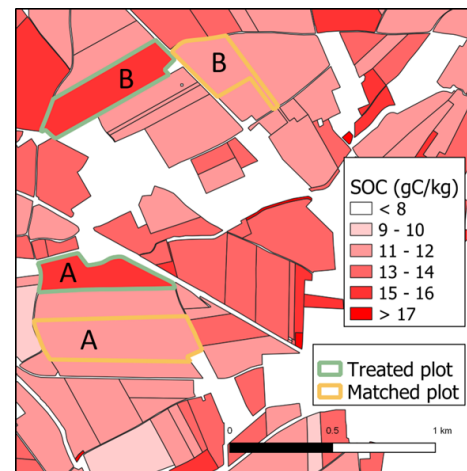 B
B
SOC (gC/kg)
< 8
9 - 10
11 - 12
13 - 14
15 - 16
> 17
A
A
Treated plot
Matched plot
0 0.5 1 km